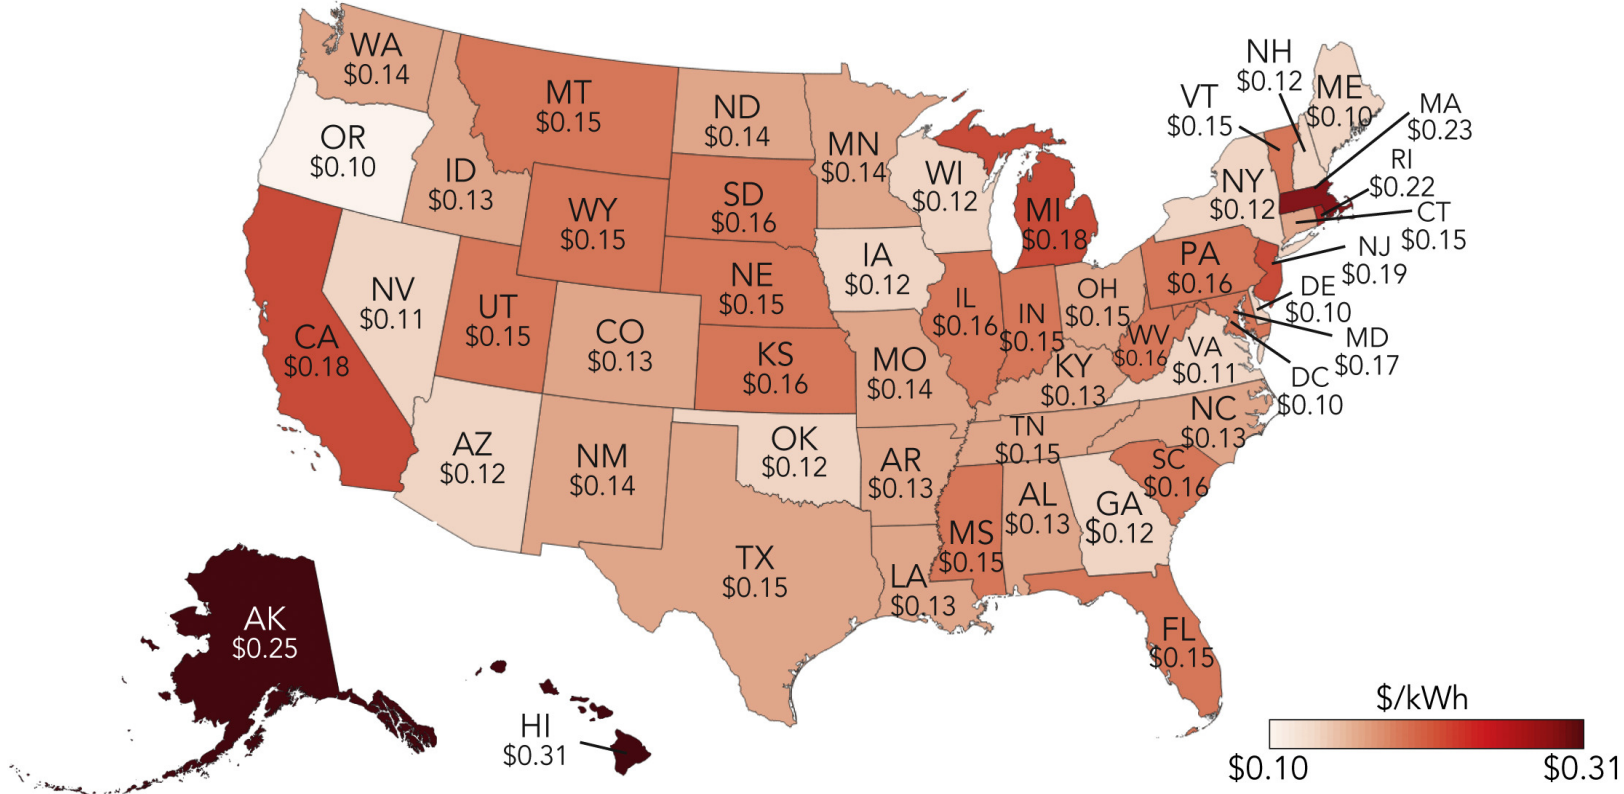 WA
$0.14
OR
$0.10
CA
$0.18
NV
$0.11
ID
$0.13
MT
$0.15
WY
$0.15
UT
$0.15
CO
$0.13
AZ
$0.12
NM
$0.14
ND
$0.14
SD
$0.16
NE
$0.15
KS
$0.16
OK
$0.12
TX
$0.15
MN
$0.14
IA
$0.12
MO
$0.14
AR
$0.13
LA
$0.13
WI
$0.12
IL
$0.16
MI
$0.18
IN
$0.15
OH
$0.15
KY
$0.13
TN
$0.15
MS
$0.15
AL
$0.13
GA
$0.12
FL
$0.15
SC
$0.16
NC
$0.13
VA
$0.11
WV
$0.16
PA
$0.16
NY
$0.12
VT
$0.15
NH
$0.12
ME
$0.10
MA
$0.23
RI
$0.22
CT
$0.15
NJ
$0.19
DE
$0.10
MD
$0.17
DC
$0.10
AK
$0.25
HI
$0.31
$/kWh
$0.10
$0.31